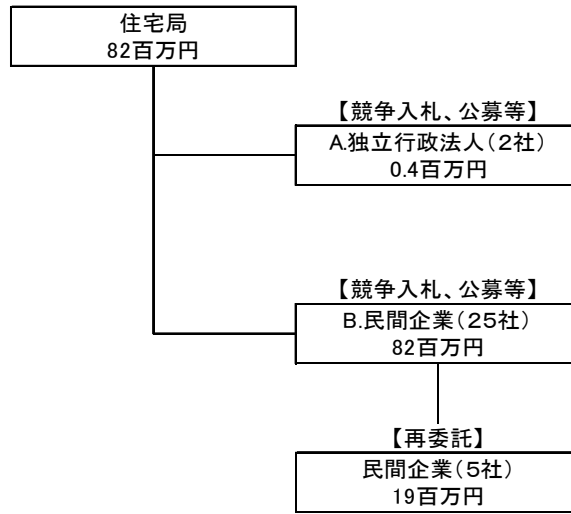 住宅局
82百万円
【競争入札、公募等】
A.独立行政法人（2社）
0.4百万円
【競争入札、公募等】
B.民間企業（25社）
82百万円
【再委託】
民間企業（5社）
19百万円